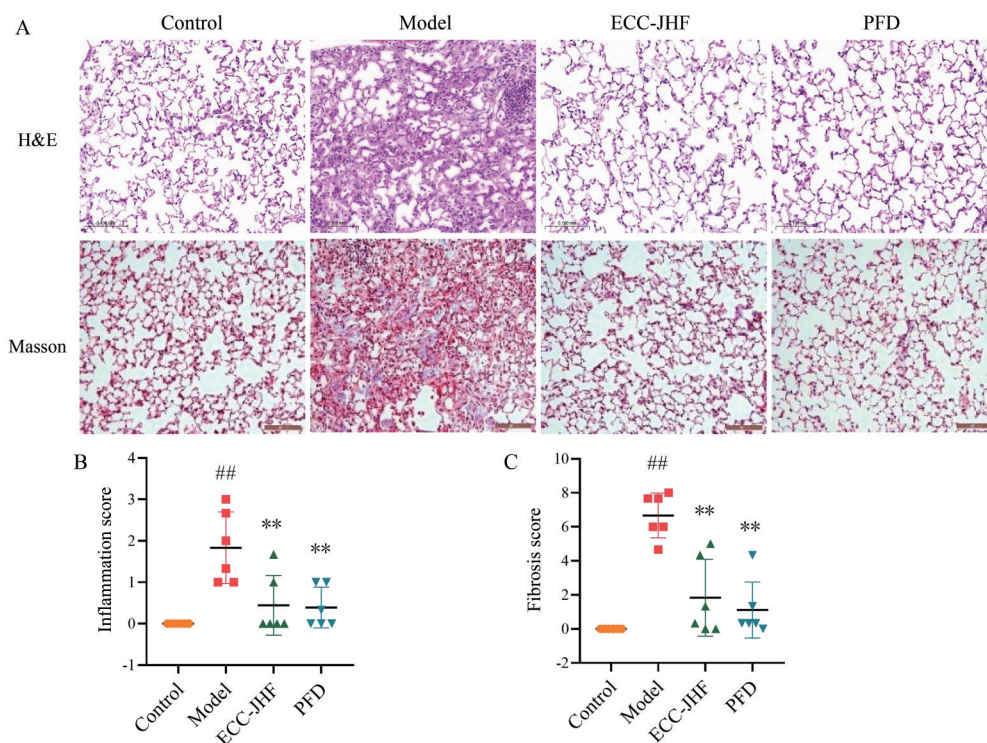 A
Control Model ECC-JHF PFD
H&E
Masson
B
Inflammation score
4
3
2
1
0
-1
##
**
**
Control Model ECC-JHF PFD
C
Fibrosis score
8
6
4
2
0
-2
##
**
**
Control Model ECC-JHF PFD